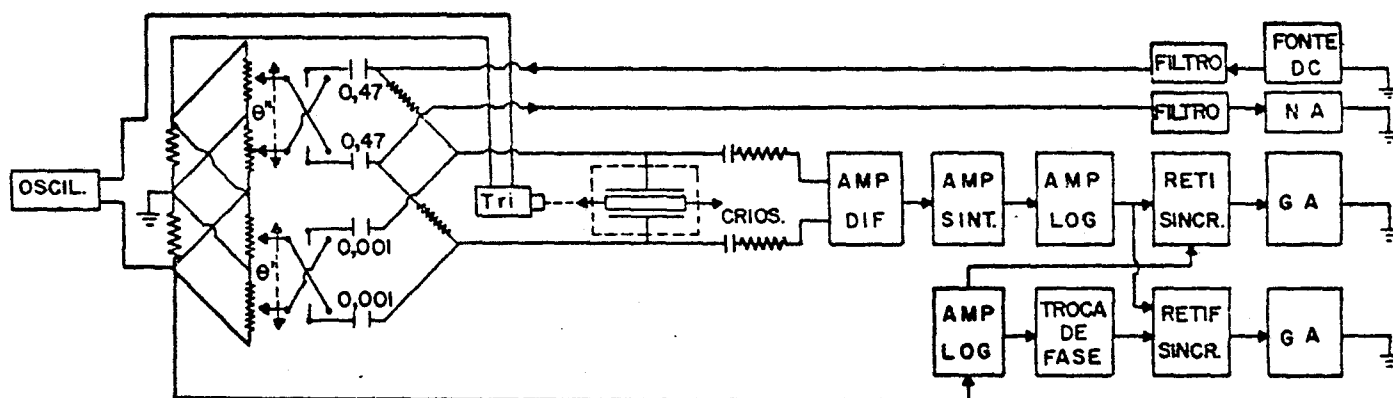 OSCIL.
θ"
θ"
0,47
0,47
0,001
0,001
Tri
CRIOS.
FILTRO
FONTE
DC
FILTRO
N A
AMP
DIF
AMP
SINT.
AMP
LOG
RETI
SINCR.
G A
AMP
LOG
TROCA
DE
FASE
RETIF
SINCR.
G A